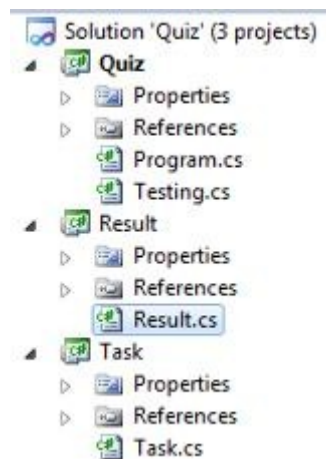 Solution 'Quiz' (3 projects)
Quiz
Properties
References
Program.cs
Testing.cs
Result
Properties
References
Result.cs
Task
Properties
References
Task.cs